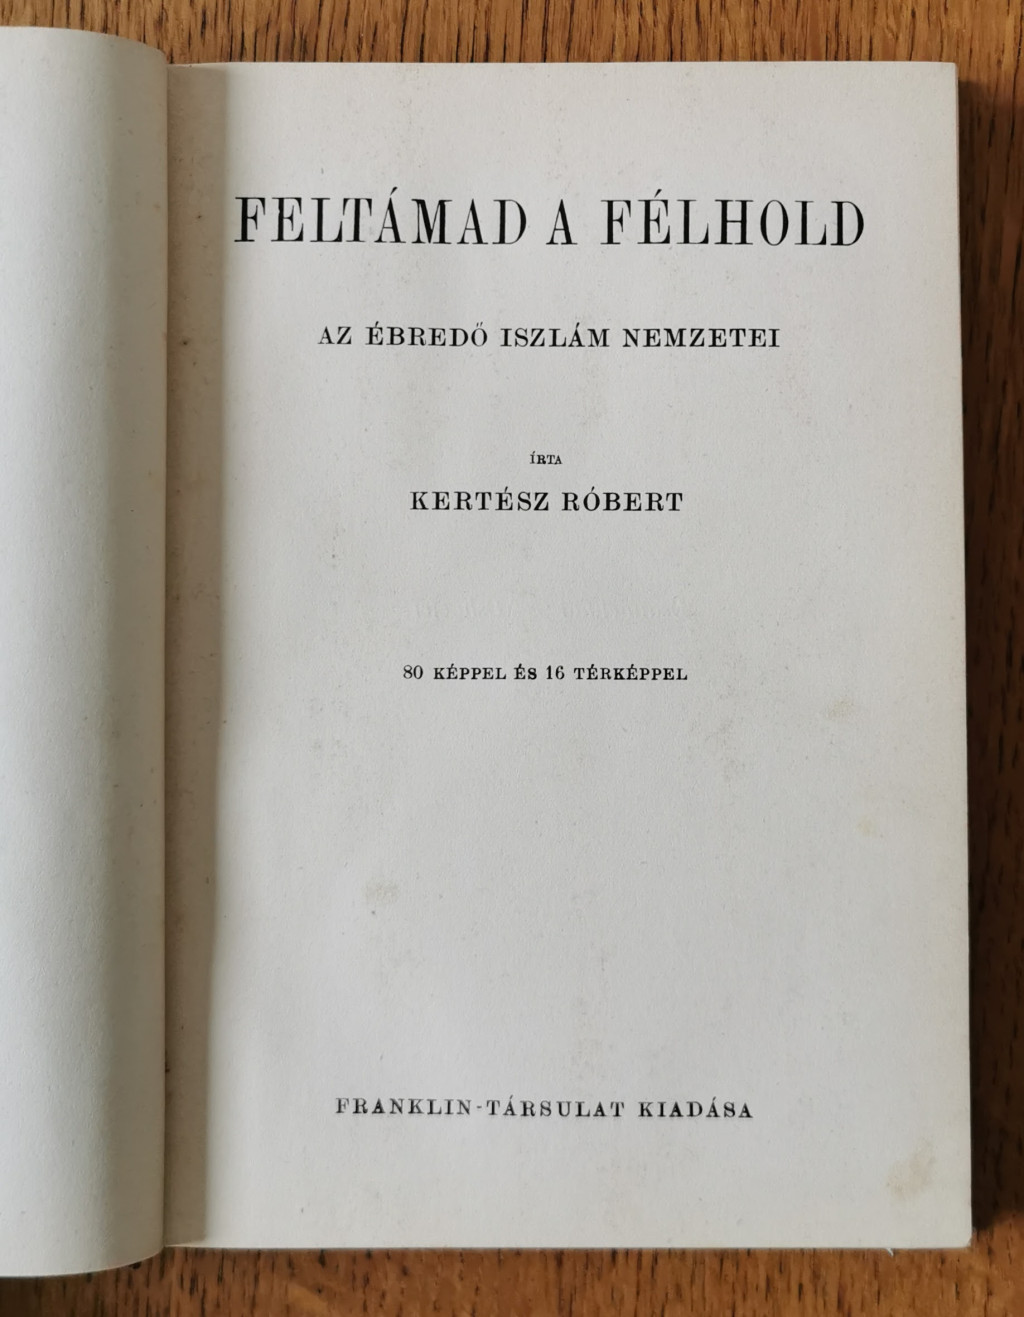 FELTÁMAD A FÉLHOLD
AZ ÉBREDŐ ISZLÁM NEMZETEI
ÍRTA
KERTÉSZ RÓBERT
80 KÉPPEL ÉS 16 TÉRKÉPPEL
FRANKLIN-TÁRSULAT KIADÁSA